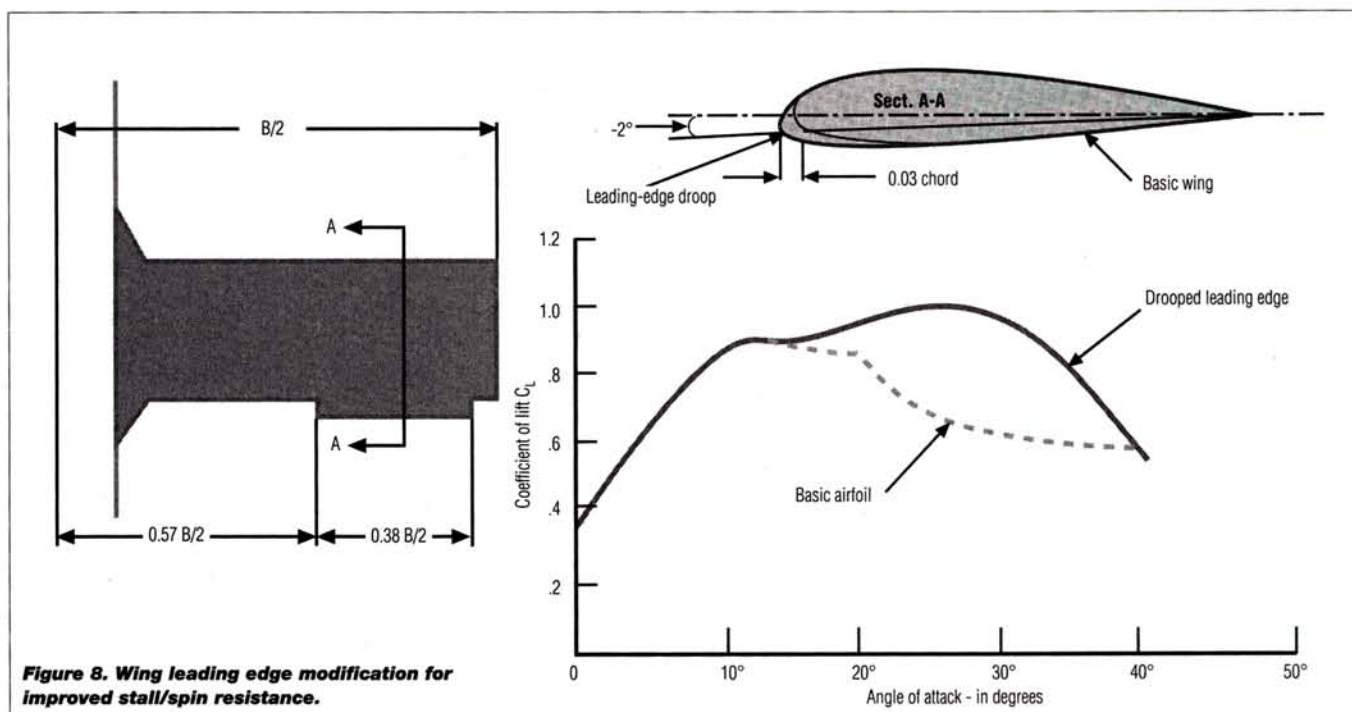 B/2
A
A
0.57 B/2
0.38 B/2
Sect. A-A
-2°
0.03 chord
Leading-edge droop
Basic wing
1.2
1.0
.8
.6
.4
.2
Coefficient of lift CL
Drooped leading edge
Basic airfoil
0
10°
20°
30°
40°
50°
Angle of attack - in degrees
Figure 8. Wing leading edge modification for
improved stall/spin resistance.